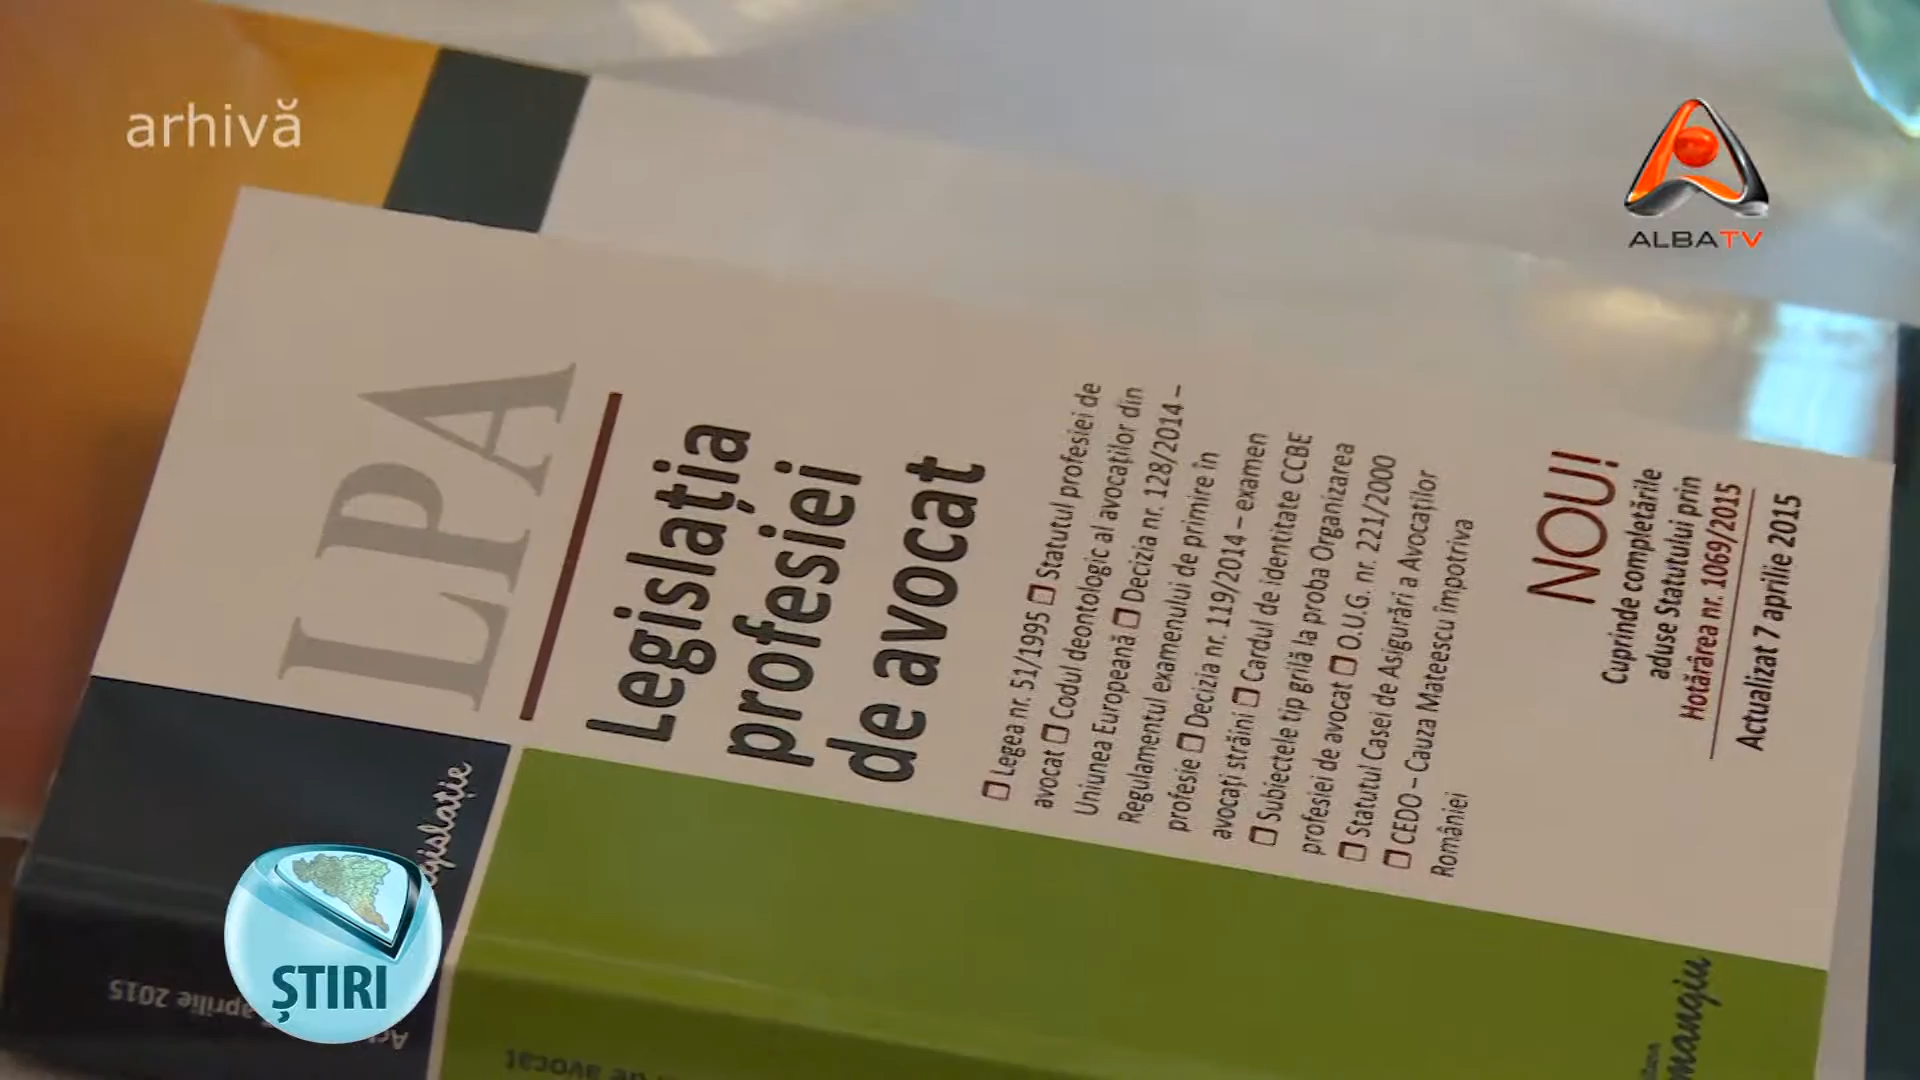 arhivă
ALBATV
LPA
Legislația
profesiei
de avocat
❑ Legea nr. 51/1995 ❑ Statutul profesiei de
avocat ❑ Codul deontologic al avocaților din
Uniunea Europeană ❑ Decizia nr. 128/2014 –
Regulamentul examenului de primire în
profesie ❑ Decizia nr. 119/2014 – examen
avocați străini ❑ Cardul de identitate CCBE
❑ Subiectele tip grilă la proba Organizarea
profesiei de avocat ❑ O.U.G. nr. 221/2000
❑ Statutul Casei de Asigurări a Avocaților
❑ CEDO – Cauza Mateescu împotriva
României
NOU!
Cuprinde completările
aduse Statutului prin
Hotărârea nr. 1069/2015
Actualizat 7 aprilie 2015
aprilie 2015
de avocat
ȘTIRI